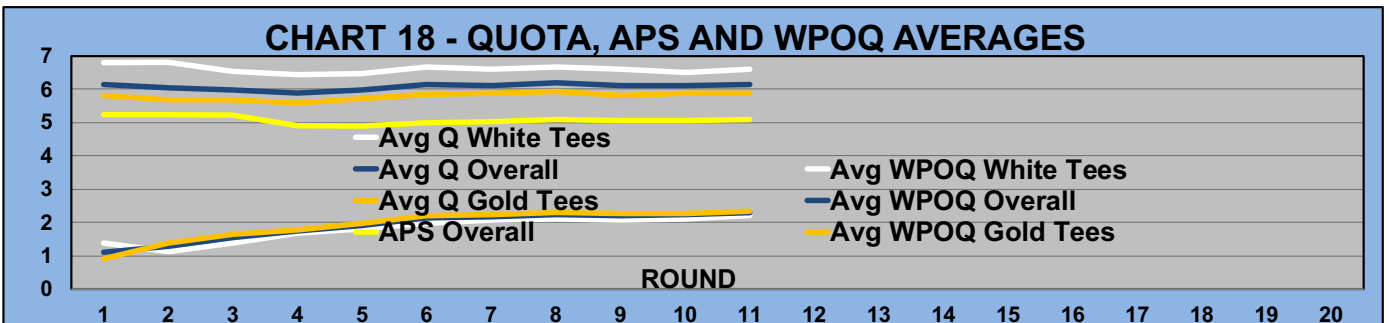 CHART 18 - QUOTA, APS AND WPOQ AVERAGES
7
6
5
4
3
2
1
0
Avg Q White Tees
Avg Q Overall
Avg Q Gold Tees
APS Overall
Avg WPOQ White Tees
Avg WPOQ Overall
Avg WPOQ Gold Tees
ROUND
1 2 3 4 5 6 7 8 9 10 11 12 13 14 15 16 17 18 19 20